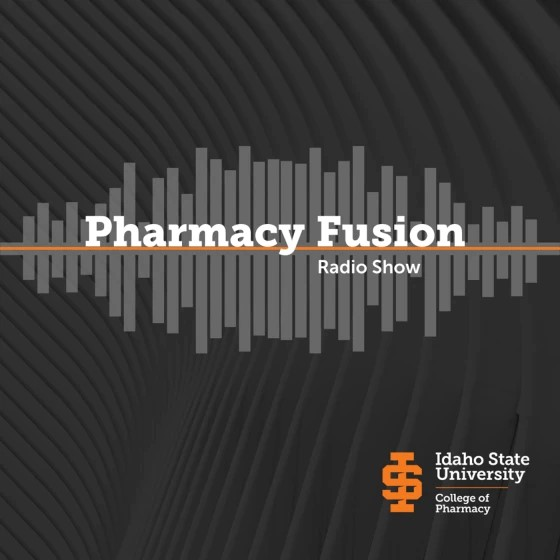 Pharmacy Fusion
Radio Show
Idaho State
University
College of
Pharmacy